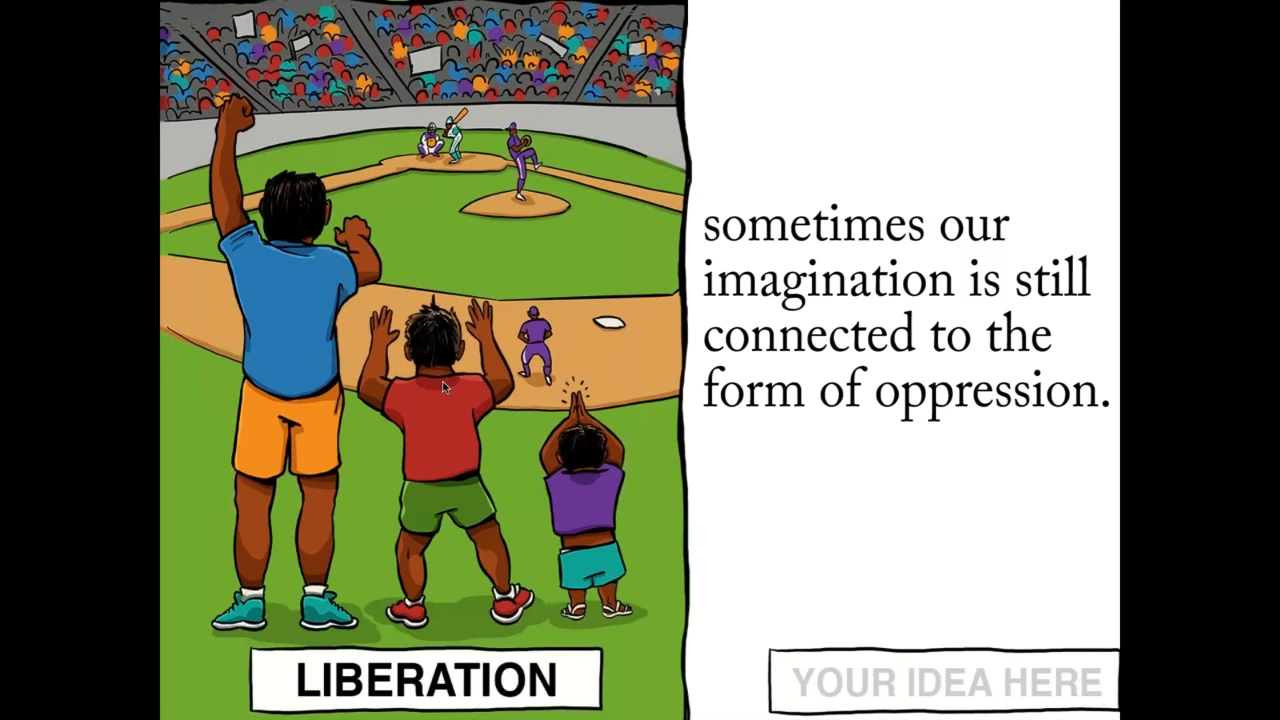 sometimes our
imagination is still
connected to the
form of oppression.
LIBERATION
YOUR IDEA HERE